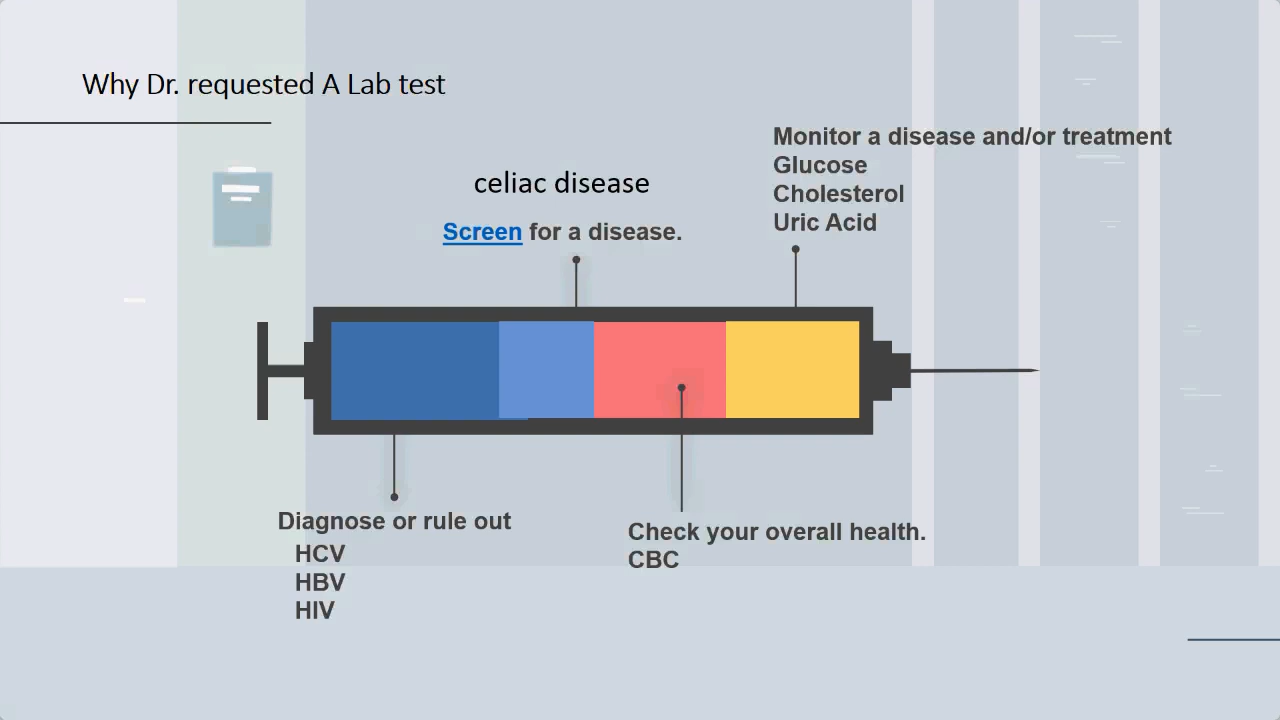 Why Dr. requested A Lab test
Monitor a disease and/or treatment
Glucose
Cholesterol
Uric Acid
celiac disease
Screen for a disease.
Diagnose or rule out
HCV
HBV
HIV
Check your overall health.
CBC